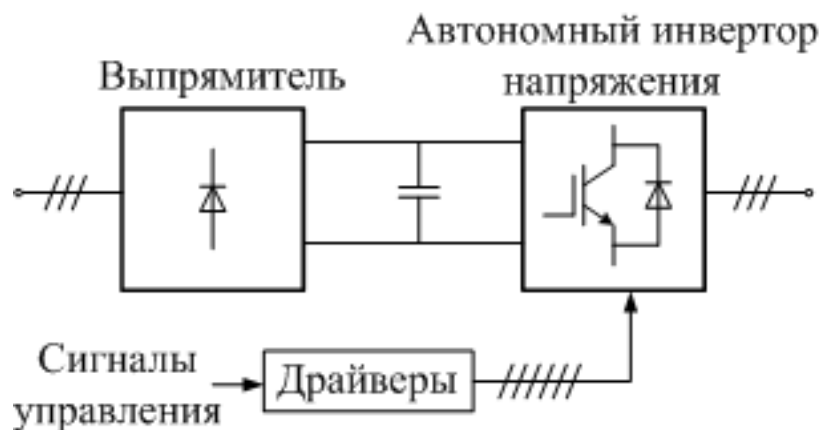 Автономный инвертор
напряжения
Выпрямитель
Сигналы
управления
Драйверы